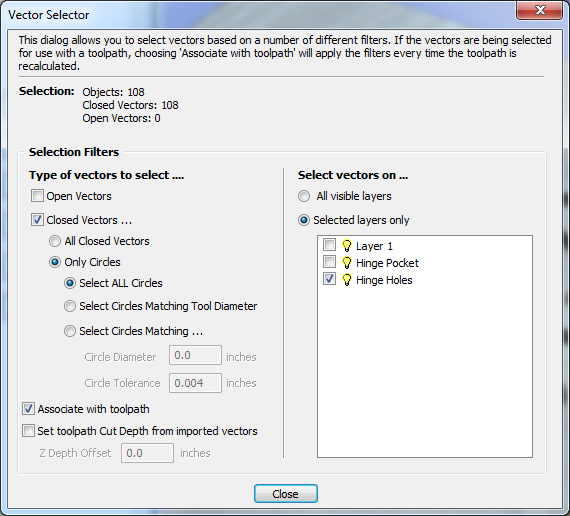 Vector Selector
This dialog allows you to select vectors based on a number of different filters. If the vectors are being selected
for use with a toolpath, choosing 'Associate with toolpath' will apply the filters every time the toolpath is
recalculated.
Selection: Objects: 108
Closed Vectors: 108
Open Vectors: 0
Selection Filters
Type of vectors to select ....
Open Vectors
Closed Vectors ...
All Closed Vectors
Only Circles
Select ALL Circles
Select Circles Matching Tool Diameter
Select Circles Matching ...
Circle Diameter 0.0 inches
Circle Tolerance 0.004 inches
Associate with toolpath
Set toolpath Cut Depth from imported vectors
Z Depth Offset 0.0 inches
Select vectors on ...
All visible layers
Selected layers only
Layer 1
Hinge Pocket
Hinge Holes
Close